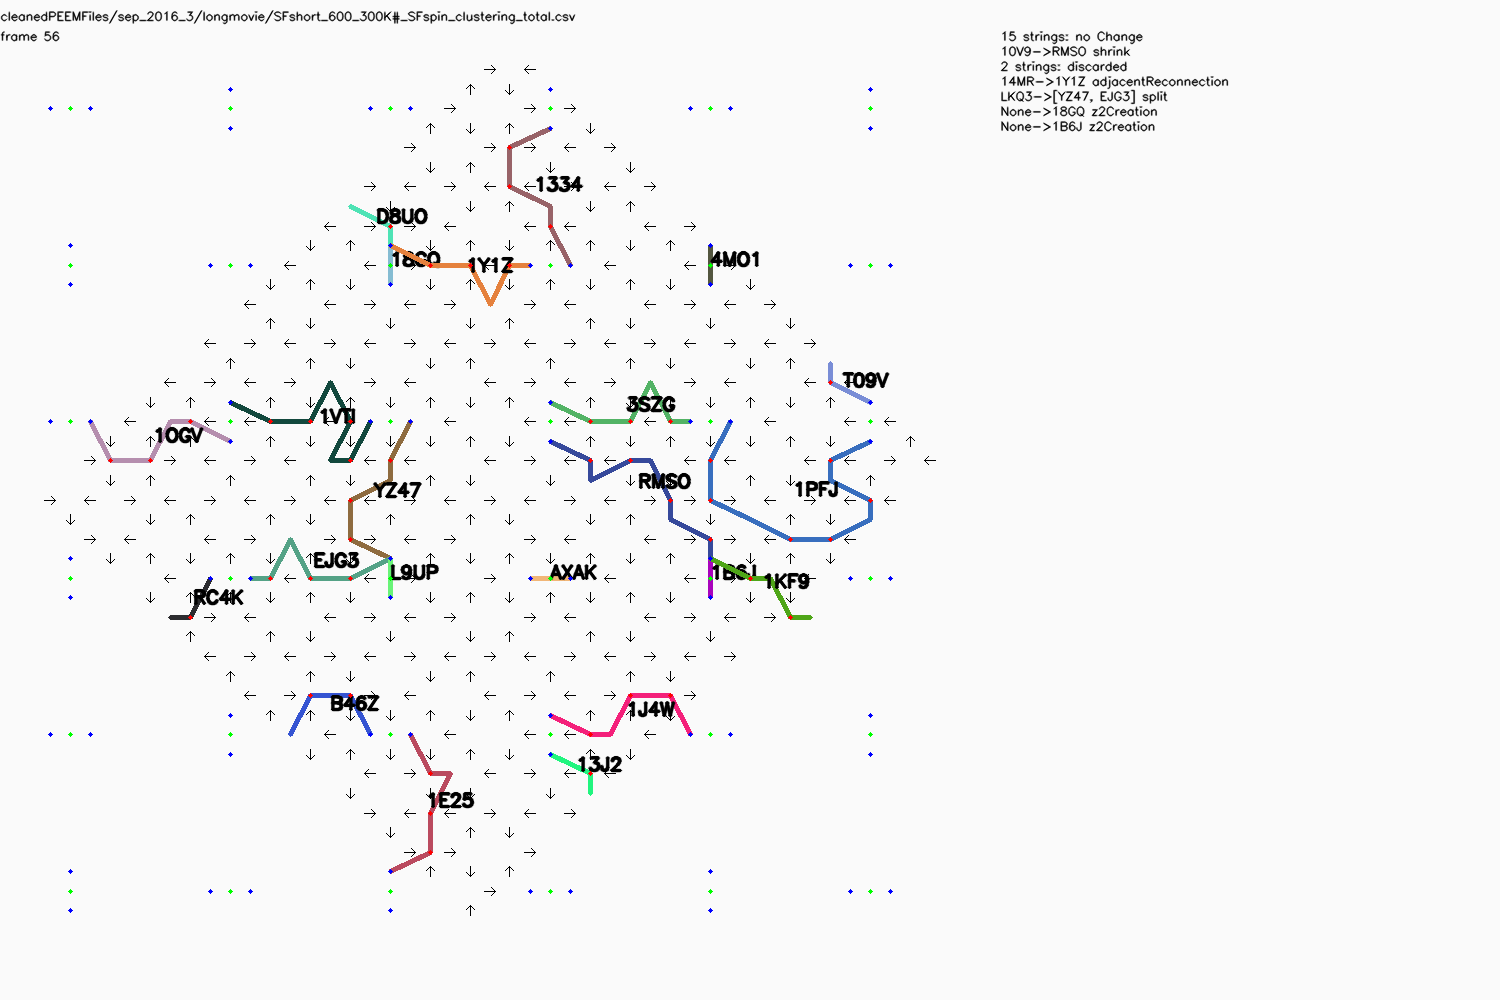 cleanedPEEMFiles/sep_2016_3/longmovie/SFshort_600_300K#_SFspin_clustering_total.csv
frame 56
15 strings: no Change
10V9->RMSO shrink
2 strings: discarded
14MR->1Y1Z adjacentReconnection
LKQ3->[YZ47, EJG3] split
None->18GQ z2Creation
None->1B6J z2Creation
1334
D8UO
18GQ
1Y1Z
4MO1
T09V
3SZG
1VTI
1OGV
RMSO
YZ47
1PFJ
EJG3
L9UP
AXAK
1B6J
1KF9
RC4K
B46Z
1J4W
13J2
1E25